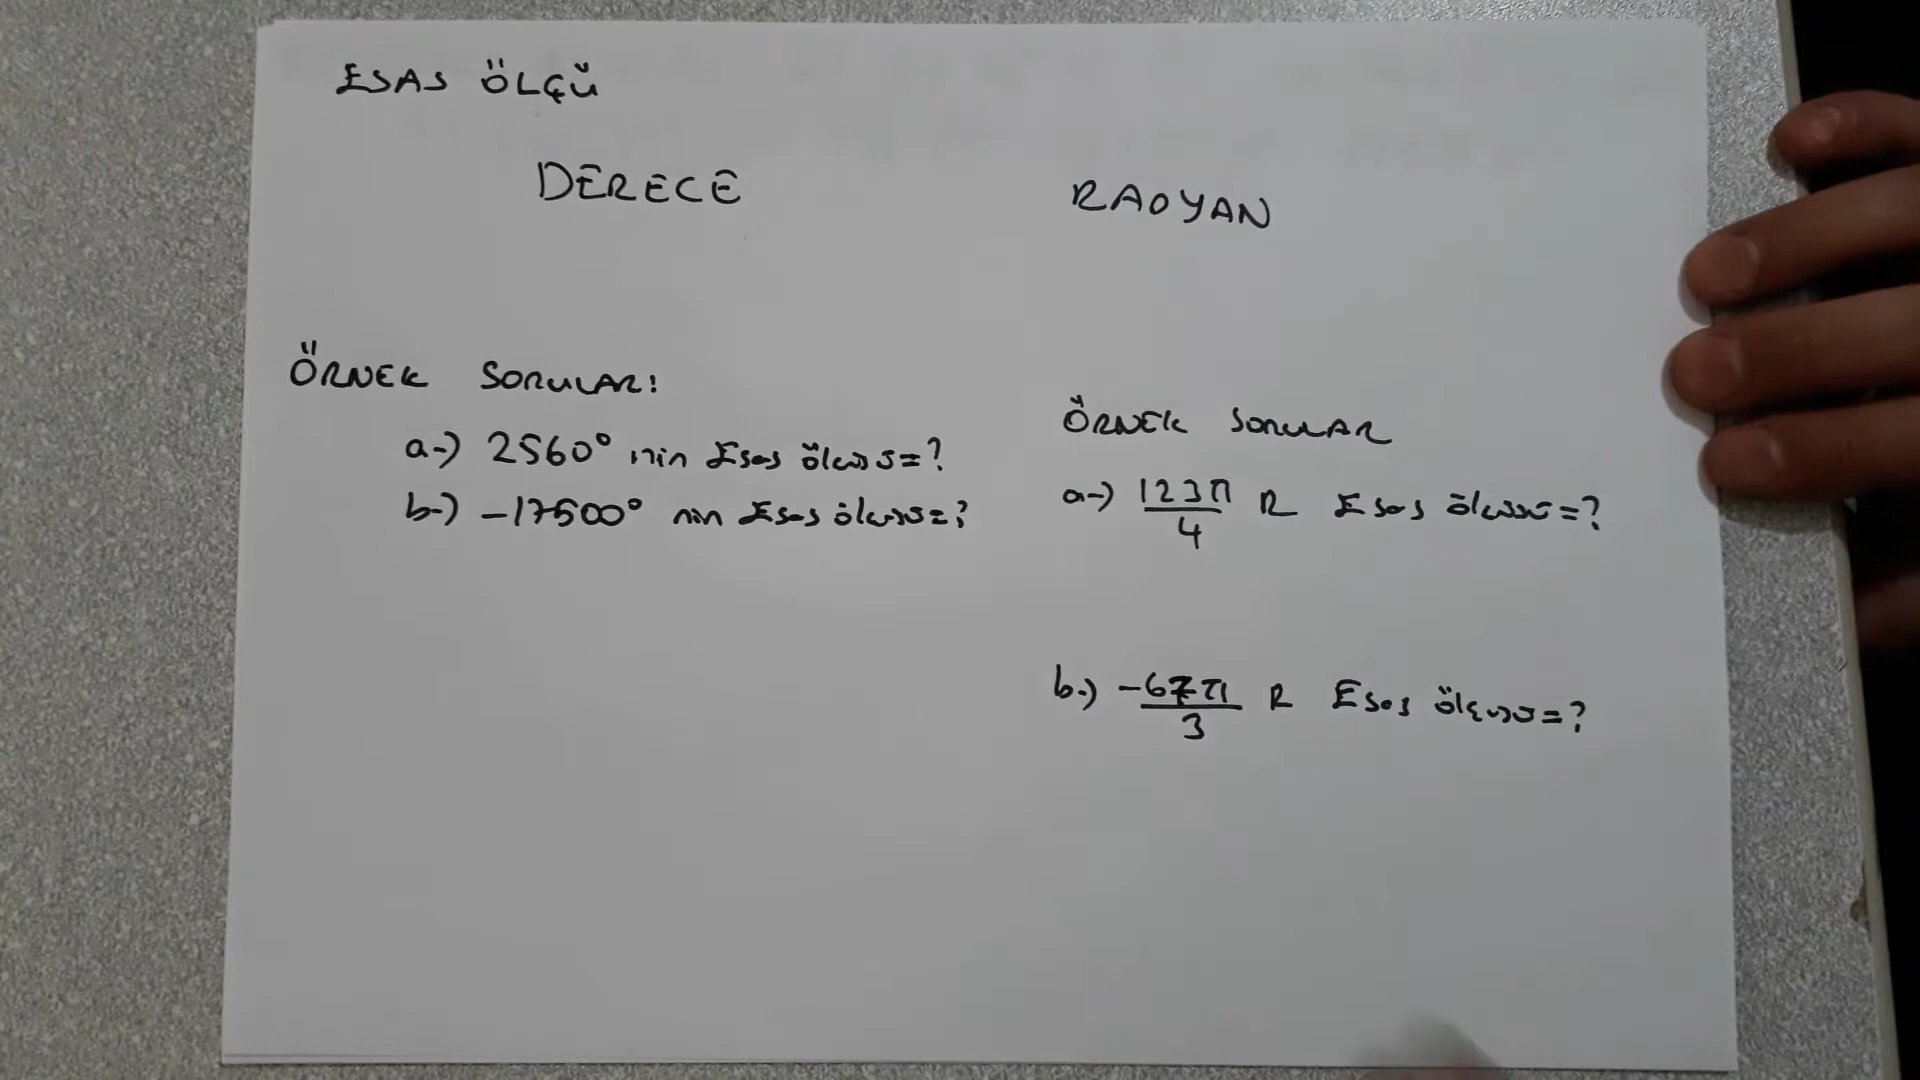 ESAS ÖLÇÜ
DERECE
ÖRNEK SORULAR:
a-) 2560° nin Esas ölçüsü=?
b-) -17500° nin Esas ölçüsü=?
RADYAN
ÖRNEK SORULAR
a-) 123π/4 R Esas ölçüsü=?
b-) -67π/3 R Esas ölçüsü=?